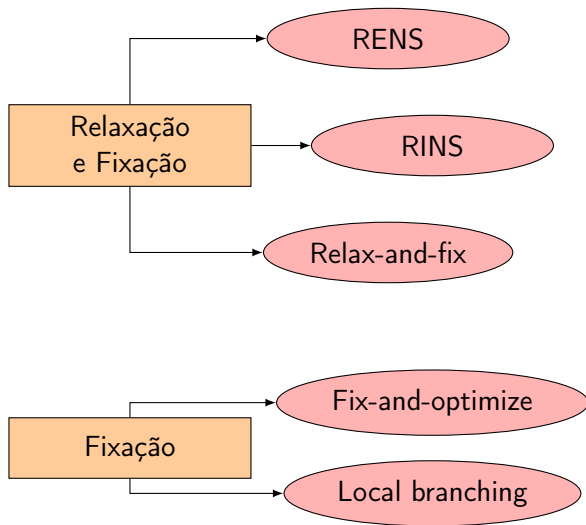 RENS
Relaxação
e Fixação
RINS
Relax-and-fix
Fix-and-optimize
Fixação
Local branching